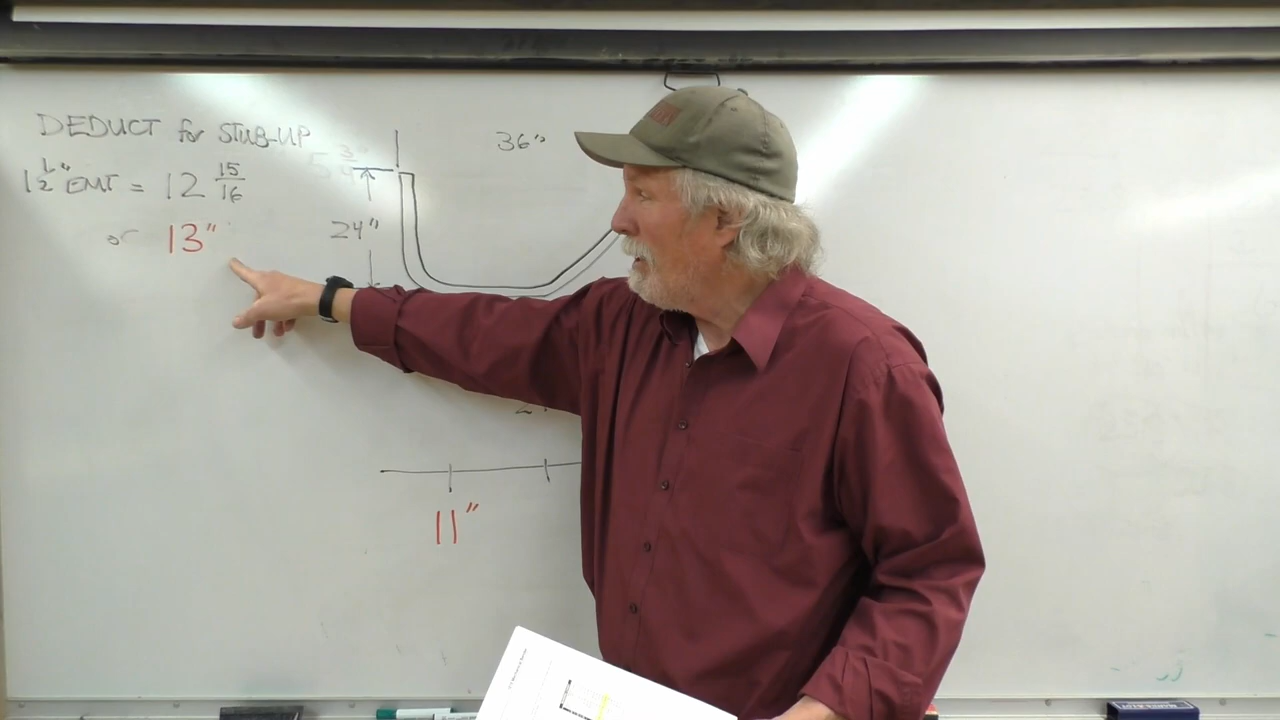 DEDUCT for STUB-UP
1 1/2" EMT = 12 15/16
or 13"
36"
24"
11"